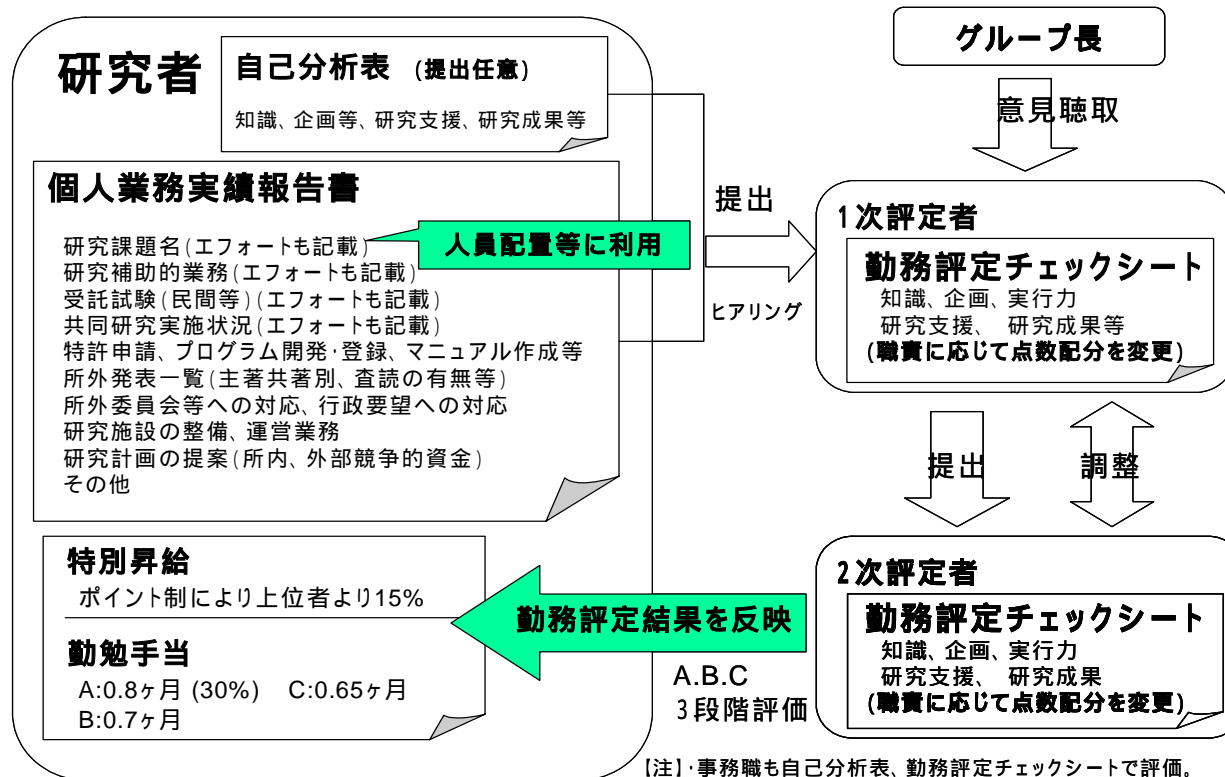 研究者
自己分析表 (提出任意)
知識、企画等、研究支援、研究成果等
個人業務実績報告書
研究課題名(エフォートも記載)
研究補助的業務(エフォートも記載)
受託試験(民間等)(エフォートも記載)
共同研究実施状況(エフォートも記載)
特許申請、プログラム開発・登録、マニュアル作成等
所外発表一覧(主著共著別、査読の有無等)
所外委員会等への対応、行政要望への対応
研究施設の整備、運営業務
研究計画の提案(所内、外部競争的資金)
その他
人員配置等に利用
特別昇給
ポイント制により上位者より15%
勤勉手当
A:0.8ヶ月 (30%) C:0.65ヶ月
B:0.7ヶ月
提出
ヒアリング
グループ長
意見聴取
1次評定者
勤務評定チェックシート
知識、企画、実行力
研究支援、 研究成果等
(職責に応じて点数配分を変更)
提出
調整
2次評定者
勤務評定チェックシート
知識、企画、実行力
研究支援、 研究成果
(職責に応じて点数配分を変更)
勤務評定結果を反映
A.B.C
3段階評価
【注】・事務職も自己分析表、勤務評定チェックシートで評価。